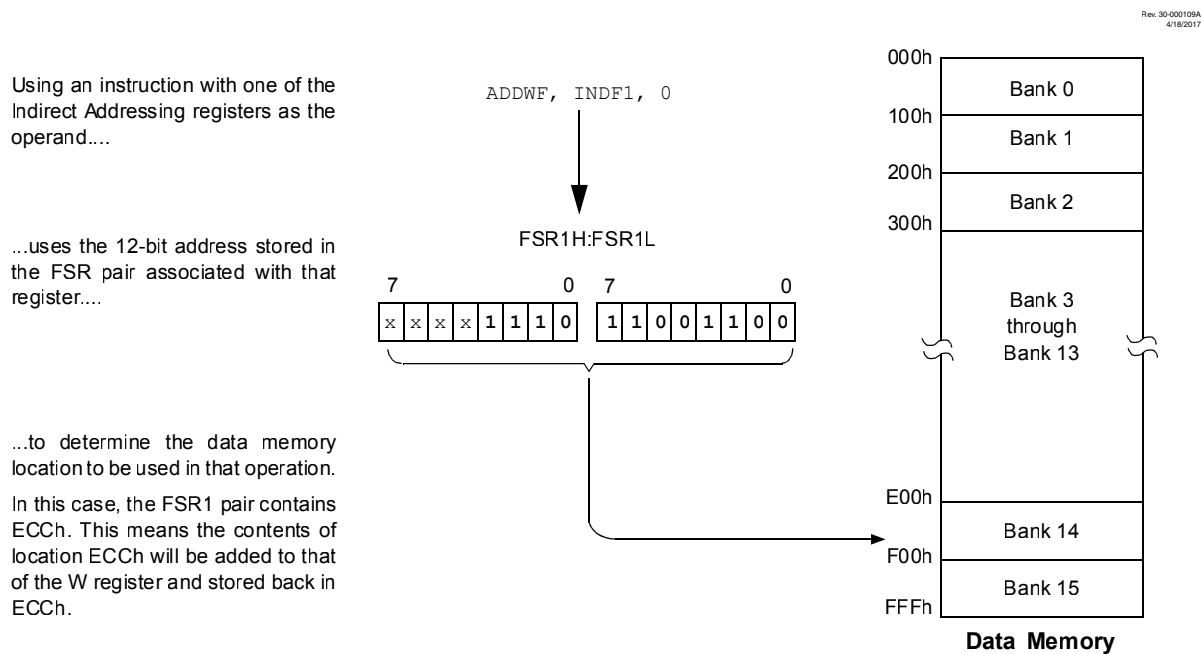 Rev. 30-000109A
4/18/2017
Using an instruction with one of the
Indirect Addressing registers as the
operand....
ADDWF, INDF1, 0
...uses the 12-bit address stored in
the FSR pair associated with that
register....
FSR1H:FSR1L
7 0 7 0
x x x x 1 1 1 0 1 1 0 0 1 1 0 0
...to determine the data memory
location to be used in that operation.
In this case, the FSR1 pair contains
ECCh. This means the contents of
location ECCh will be added to that
of the W register and stored back in
ECCh.
000h
Bank 0
100h
Bank 1
200h
Bank 2
300h
Bank 3
through
Bank 13
E00h
Bank 14
F00h
Bank 15
FFFh
Data Memory